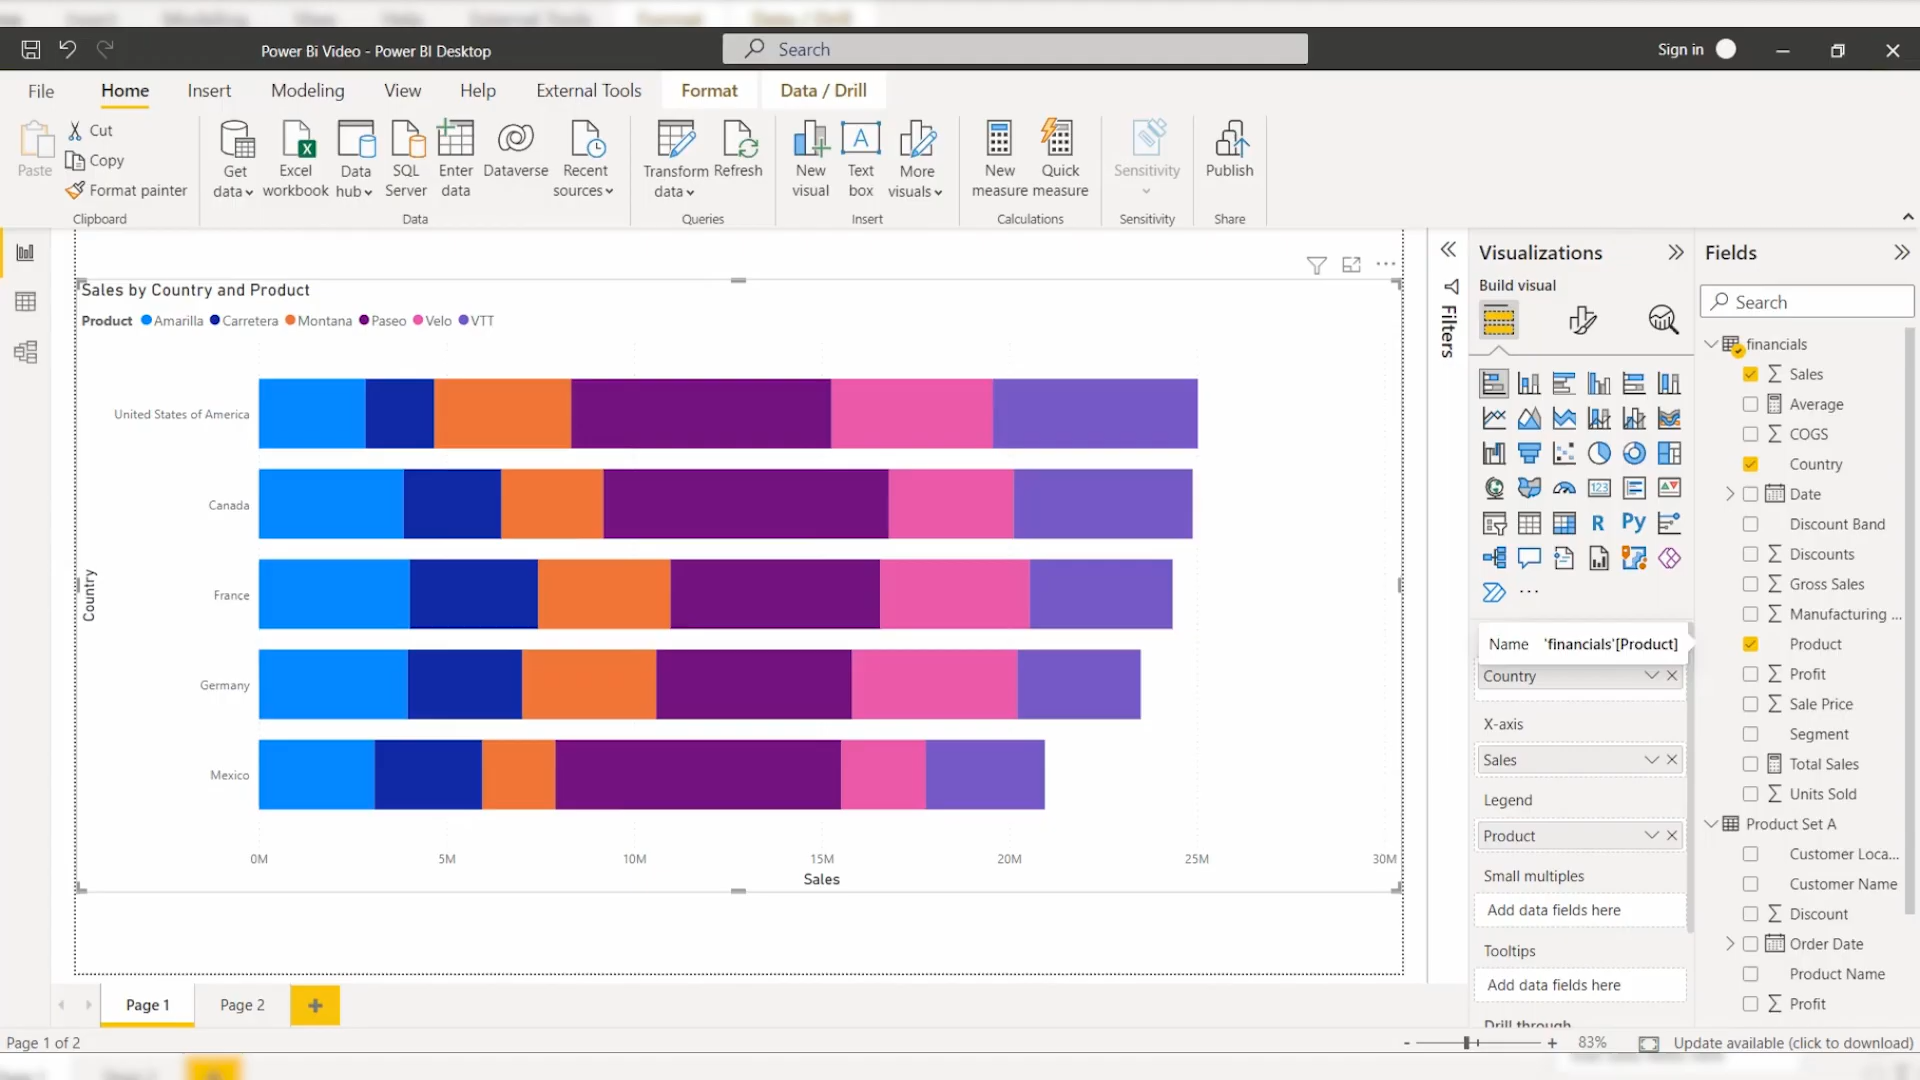 Power Bi Video - Power BI Desktop
Search
Sign in
File Home Insert Modeling View Help External Tools Format Data / Drill
Paste
Cut
Copy
Format painter
Clipboard
Get data
Excel workbook
Data hub
SQL Server
Enter data
Dataverse
Recent sources
Data
Transform data
Refresh
Queries
New visual
Text box
More visuals
Insert
New measure
Quick measure
Calculations
Sensitivity
Sensitivity
Publish
Share
Sales by Country and Product
Product Amarilla Carretera Montana Paseo Velo VTT
Country
United States of America
Canada
France
Germany
Mexico
0M 5M 10M 15M 20M 25M 30M
Sales
Filters
Visualizations
Build visual
123
R
Py
Name 'financials'[Product]
Country
X-axis
Sales
Legend
Product
Small multiples
Add data fields here
Tooltips
Add data fields here
Drill through
Fields
Search
financials
Sales
Average
COGS
Country
Date
Discount Band
Discounts
Gross Sales
Manufacturing ...
Product
Profit
Sale Price
Segment
Total Sales
Units Sold
Product Set A
Customer Loca...
Customer Name
Discount
Order Date
Product Name
Profit
Page 1 Page 2 +
Page 1 of 2
- + 83%
Update available (click to download)